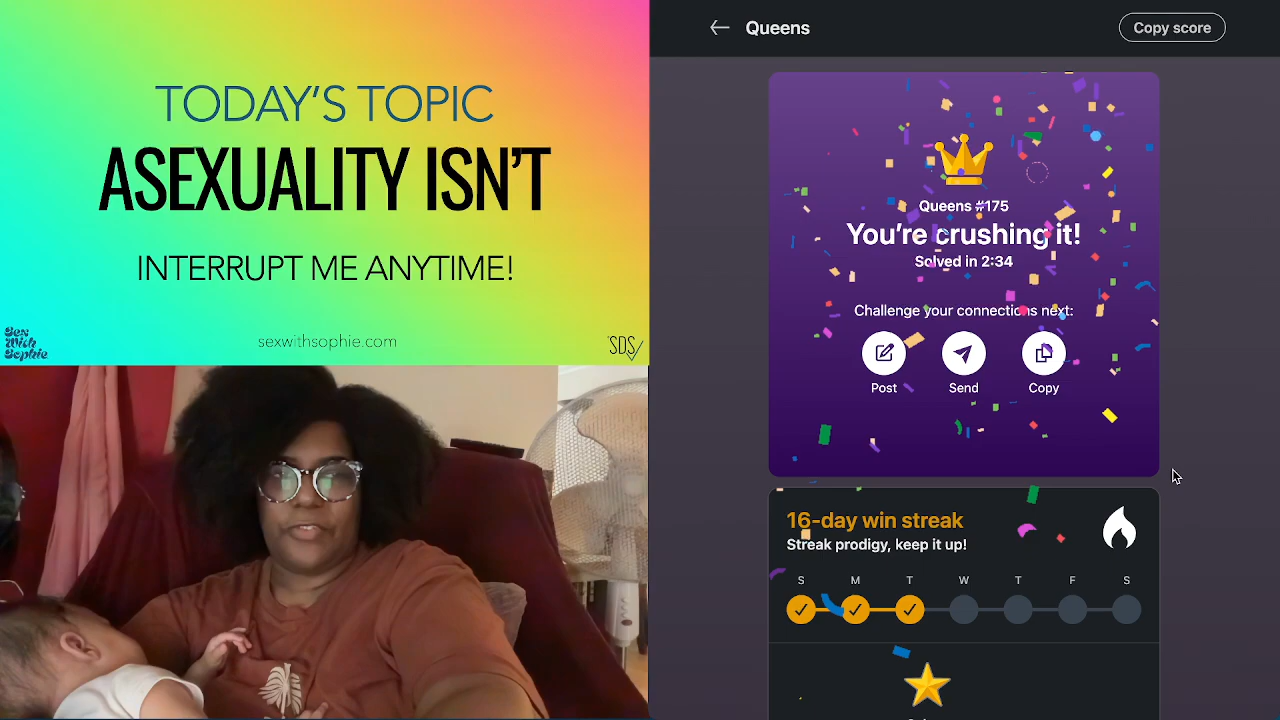 TODAY'S TOPIC
ASEXUALITY ISN'T
INTERRUPT ME ANYTIME!
Sex
With
Sophie
sexwithsophie.com
SDS
Queens
Copy score
Queens #175
You're crushing it!
Solved in 2:34
Challenge your connections next:
Post
Send
Copy
16-day win streak
Streak prodigy, keep it up!
S M T W T F S